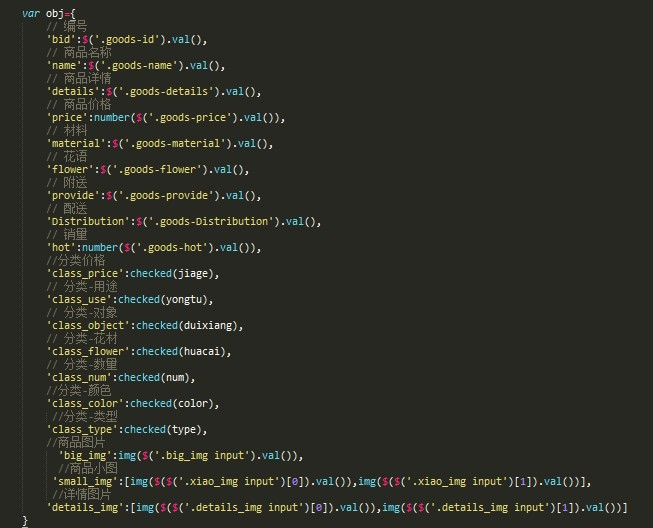 var obj={
// 编号
'bid':$('.goods-id').val(),
// 商品名称
'name':$('.goods-name').val(),
// 商品详情
'details':$('.goods-details').val(),
// 商品价格
'price':number($('.goods-price').val()),
// 材料
'material':$('.goods-material').val(),
// 花语
'flower':$('.goods-flower').val(),
// 附送
'provide':$('.goods-provide').val(),
// 配送
'Distribution':$('.goods-Distribution').val(),
// 销量
'hot':number($('.goods-hot').val()),
//分类价格
'class_price':checked(jiage),
// 分类-用途
'class_use':checked(yongtu),
// 分类-对象
'class_object':checked(duixiang),
// 分类-花材
'class_flower':checked(huacai),
// 分类-数量
'class_num':checked(num),
//分类-颜色
'class_color':checked(color),
//分类-类型
'class_type':checked(type),
//商品图片
'big_img':img($('.big_img input').val()),
//商品小图
'small_img':[img($($('.xiao_img input')[0]).val()),img($($('.xiao_img input')[1]).val())],
//详情图片
'details_img':[img($($('.details_img input')[0]).val()),img($($('.details_img input')[1]).val())]
}